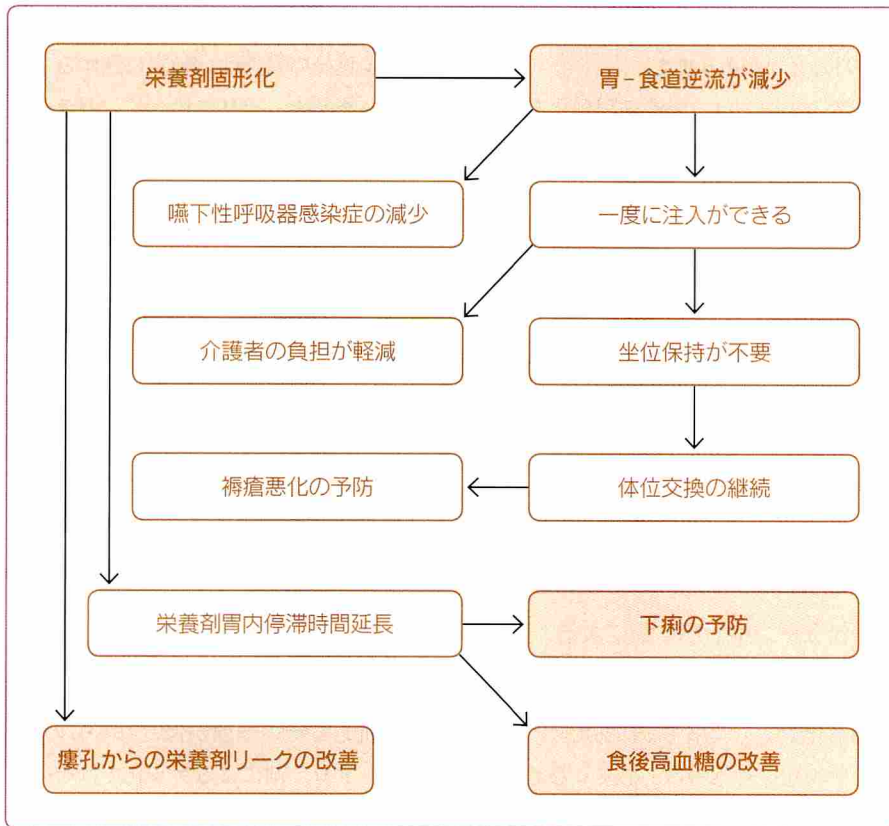 栄養剤固形化
胃-食道逆流が減少
嚥下性呼吸器感染症の減少
一度に注入ができる
介護者の負担が軽減
坐位保持が不要
褥瘡悪化の予防
体位交換の継続
栄養剤胃内停滞時間延長
下痢の予防
瘻孔からの栄養剤リークの改善
食後高血糖の改善